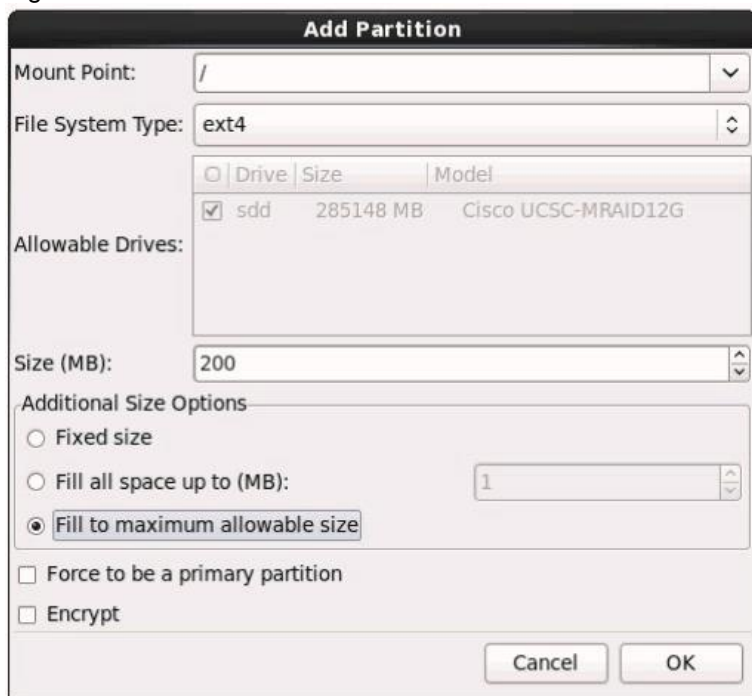 Add Partition
Mount Point: /
File System Type: ext4
Drive Size Model
sdd 285148 MB Cisco UCSC-MRAID12G
Allowable Drives:
Size (MB): 200
Additional Size Options
Fixed size
Fill all space up to (MB): 1
Fill to maximum allowable size
Force to be a primary partition
Encrypt
Cancel OK